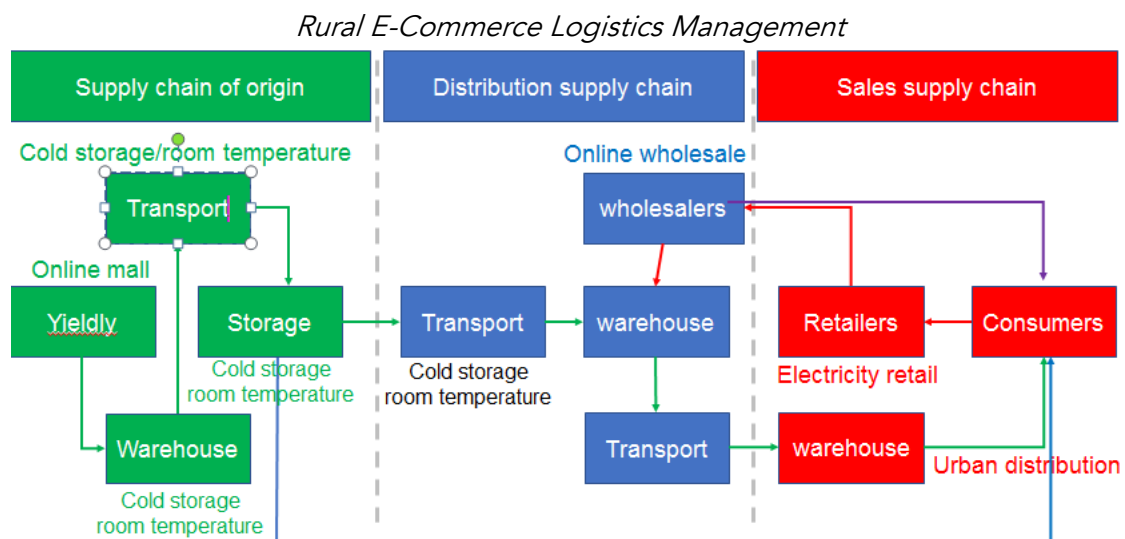 Rural E-Commerce Logistics Management
Supply chain of origin
Distribution supply chain
Sales supply chain
Cold storage/room temperature
Transport
Online mall
Yieldly
Storage
Cold storage
room temperature
Warehouse
Cold storage
room temperature
Online wholesale
wholesalers
Transport
Cold storage
room temperature
warehouse
Transport
Retailers
Electricity retail
Consumers
warehouse
Urban distribution